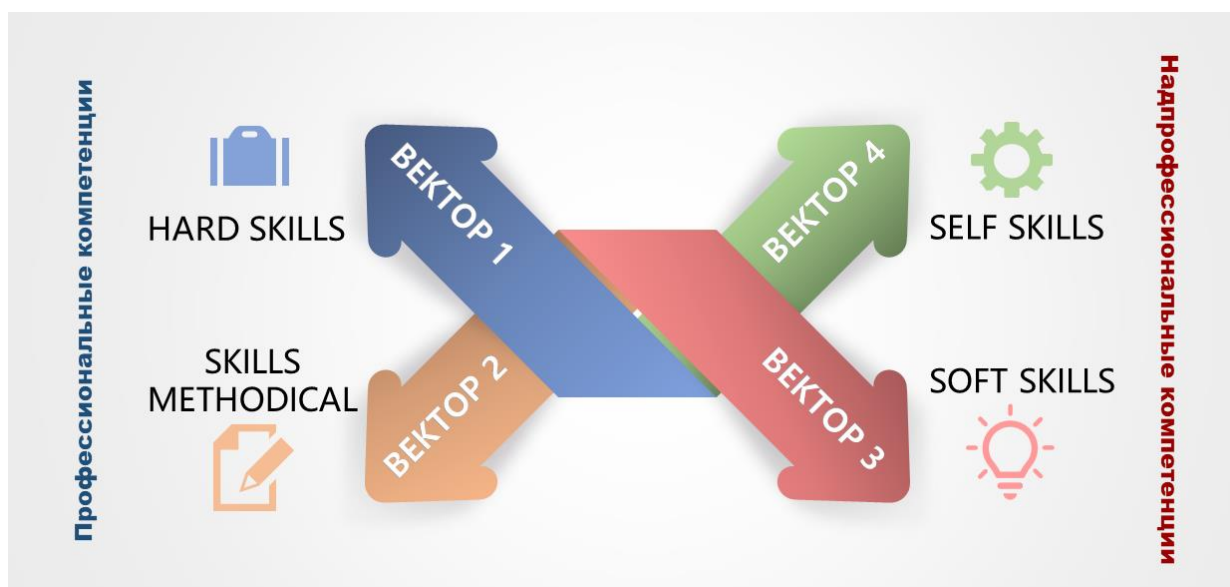 Профессиональные компетенции
HARD SKILLS
ВЕКТОР 1
SKILLS
METHODICAL
ВЕКТОР 2
ВЕКТОР 4
SELF SKILLS
ВЕКТОР 3
SOFT SKILLS
Надпрофессиональные компетенции